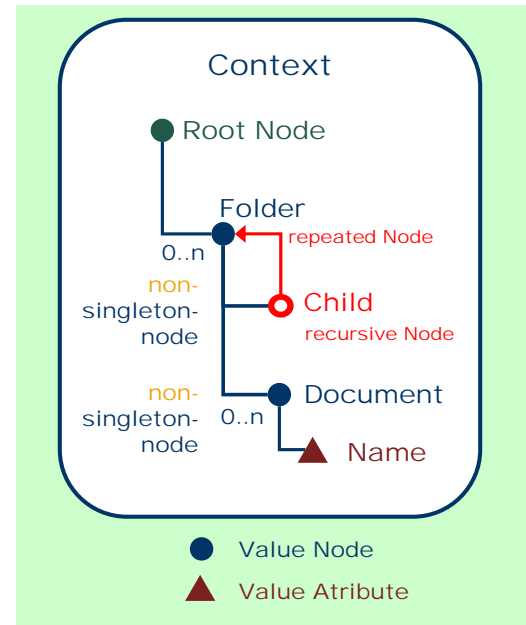 Context
Root Node
Folder
repeated Node
0..n
non-
singleton-
node
Child
recursive Node
non-
singleton-
node
Document
0..n
Name
Value Node
Value Atribute